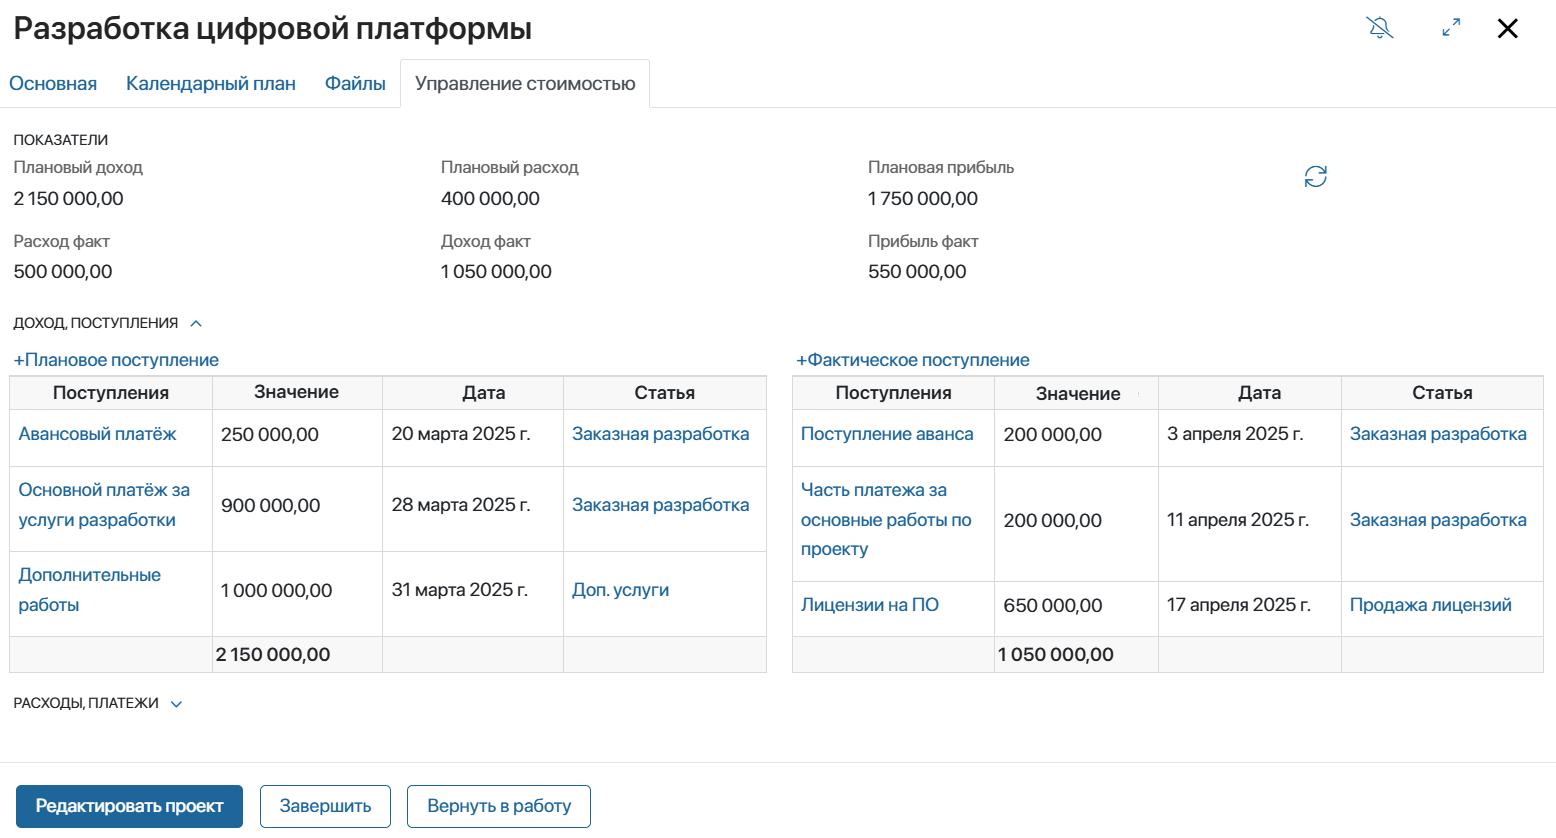 Разработка цифровой платформы
Основная Календарный план Файлы Управление стоимостью
ПОКАЗАТЕЛИ
Плановый доход Плановый расход Плановая прибыль
2 150 000,00 400 000,00 1 750 000,00
Расход факт Доход факт Прибыль факт
500 000,00 1 050 000,00 550 000,00
ДОХОД, ПОСТУПЛЕНИЯ
+Плановое поступление
Поступления Значение Дата Статья
Авансовый платёж 250 000,00 20 марта 2025 г. Заказная разработка
Основной платёж за
услуги разработки
900 000,00 28 марта 2025 г. Заказная разработка
Дополнительные
работы
1 000 000,00 31 марта 2025 г. Доп. услуги
2 150 000,00
+Фактическое поступление
Поступления Значение Дата Статья
Поступление аванса 200 000,00 3 апреля 2025 г. Заказная разработка
Часть платежа за
основные работы по
проекту
200 000,00 11 апреля 2025 г. Заказная разработка
Лицензии на ПО 650 000,00 17 апреля 2025 г. Продажа лицензий
1 050 000,00
РАСХОДЫ, ПЛАТЕЖИ
Редактировать проект Завершить Вернуть в работу